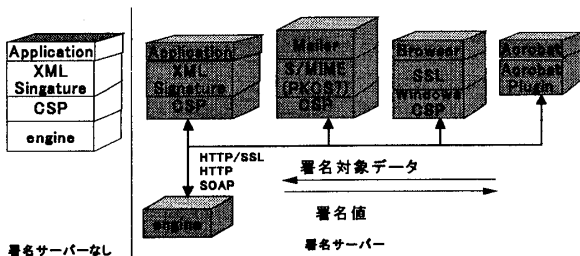 Application
XML
Singature
CSP
engine
署名サーバーなし
Application
XML
Signature
CSP
Mailer
S/MIME
(PKCS7)
CSP
Browser
SSL
Windows
CSP
Acrobat
Acrobat
Plugin
HTTP/SSL
HTTP
SOAP
署名対象データ
署名値
engine
署名サーバー